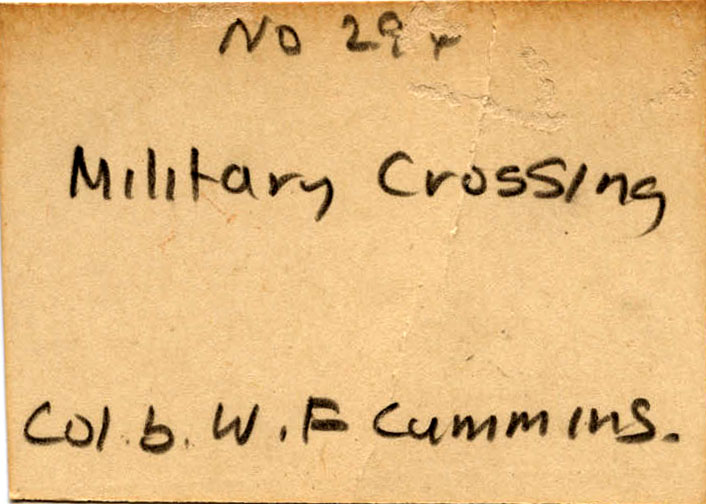 No 29
Military Crossing
Col. b. W. F Cummins.